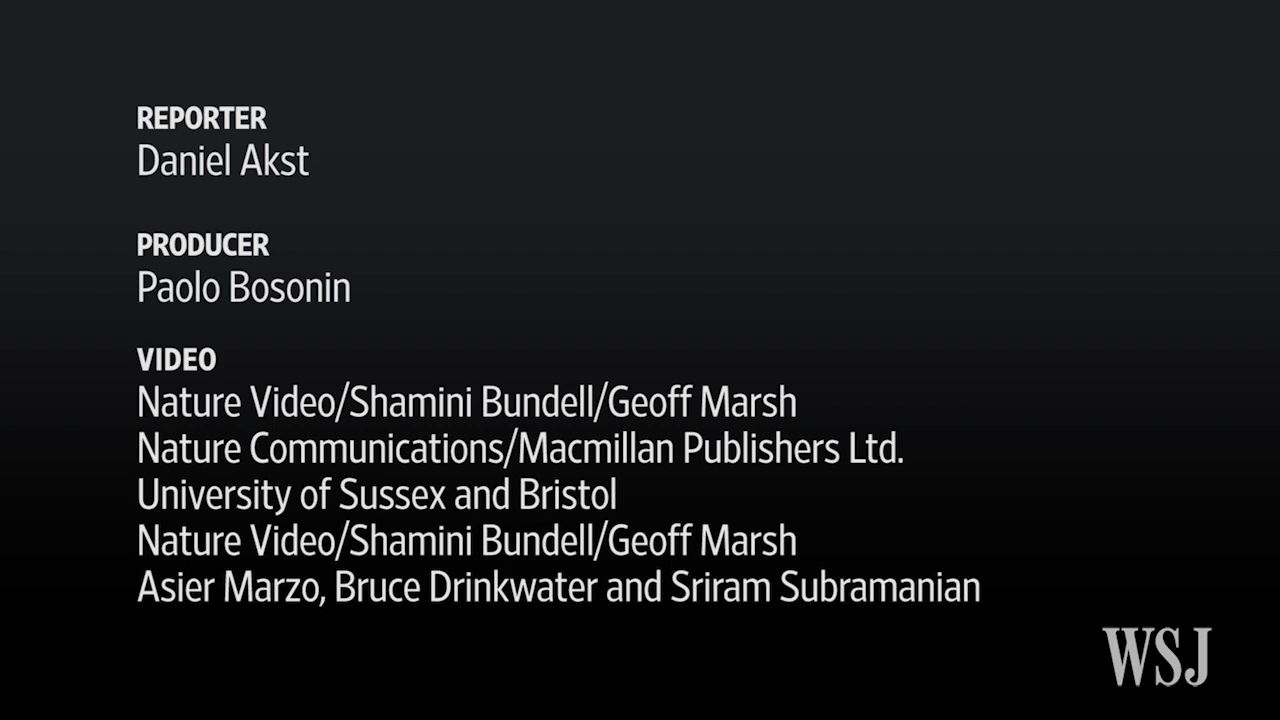 REPORTER
Daniel Akst
PRODUCER
Paolo Bosonin
VIDEO
Nature Video/Shamini Bundell/Geoff Marsh
Nature Communications/Macmillan Publishers Ltd.
University of Sussex and Bristol
Nature Video/Shamini Bundell/Geoff Marsh
Asier Marzo, Bruce Drinkwater and Sriram Subramanian
WSJ